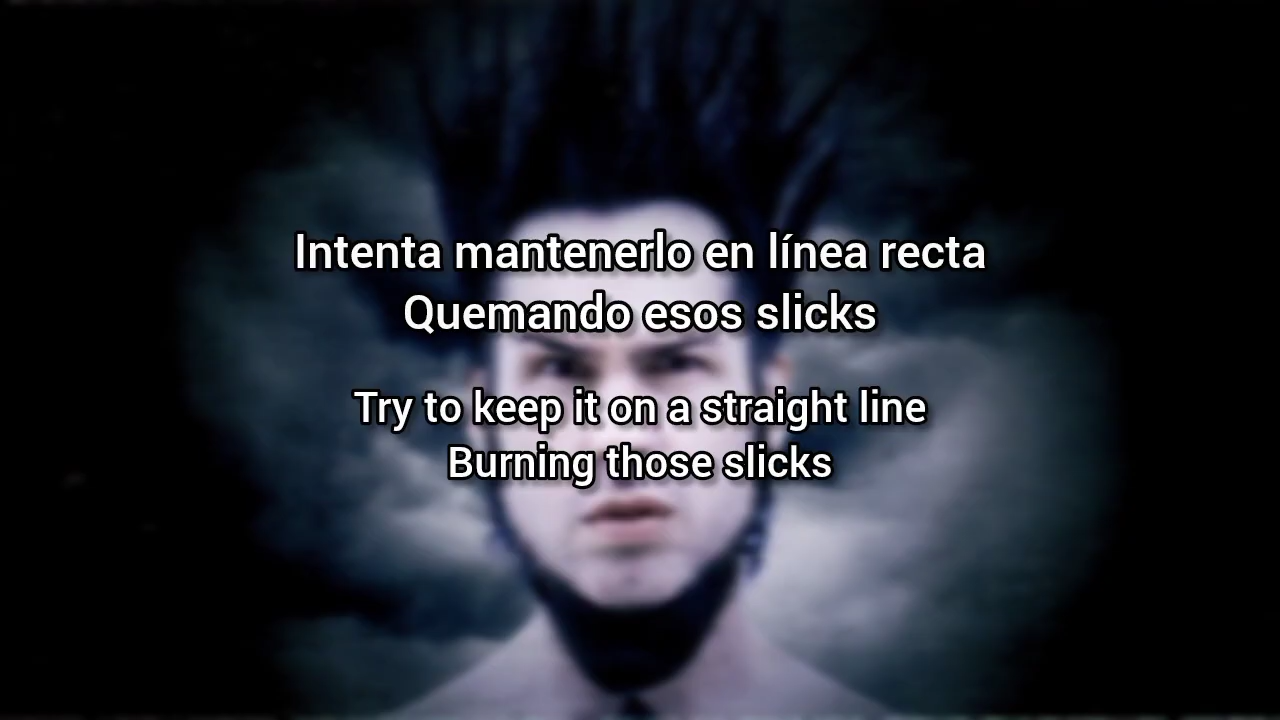 Intenta mantenerlo en línea recta
Quemando esos slicks
Try to keep it on a straight line
Burning those slicks